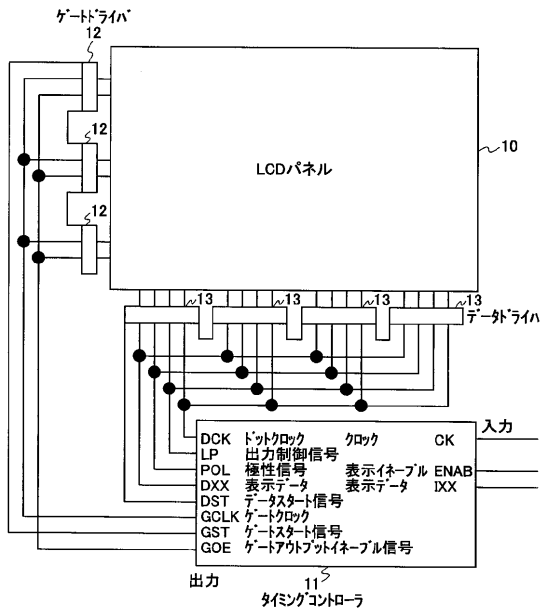 ゲートドライバ
12
LCDパネル
10
12
12
13
13
13
13
データドライバ
入力
DCK ドットクロック クロック CK
LP 出力制御信号
POL 極性信号 表示イネーブル ENAB
DXX 表示データ 表示データ IXX
DST データスタート信号
GCLK ゲートクロック
GST ゲートスタート信号
GOE ゲートアウトプットイネーブル信号
出力
11
タイミングコントローラ